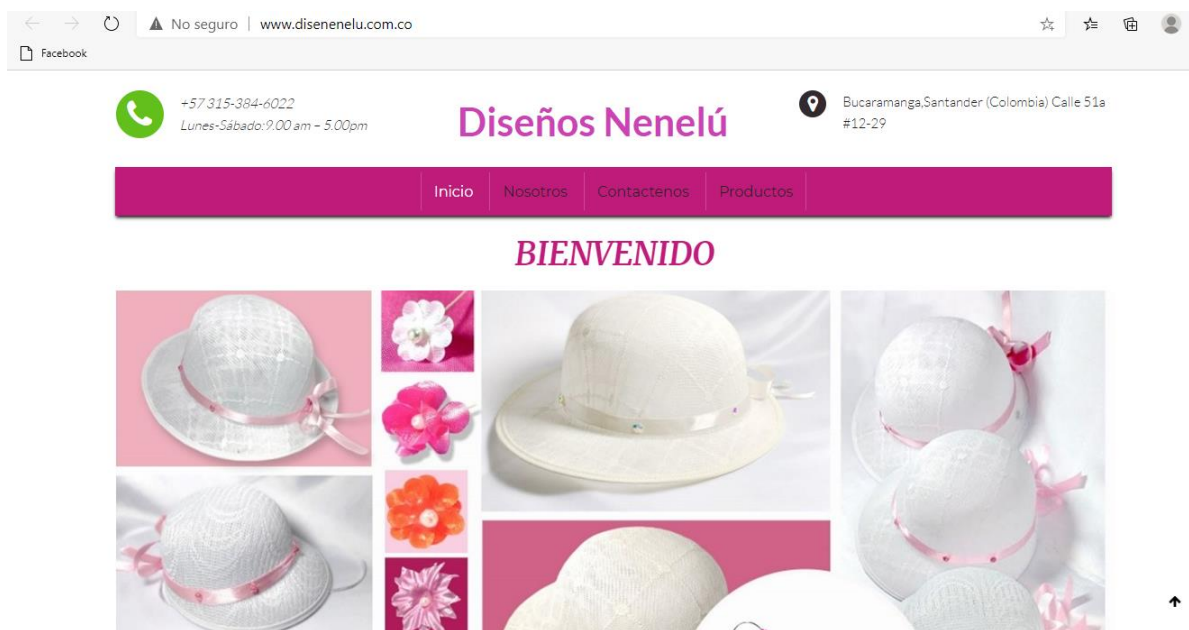 No seguro | www.disenenelu.com.co
Facebook
+57 315-384-6022
Lunes-Sábado:9.00 am – 5.00pm
Diseños Nenelú
Bucaramanga,Santander (Colombia) Calle 51a
#12-29
Inicio Nosotros Contactenos Productos
BIENVENIDO